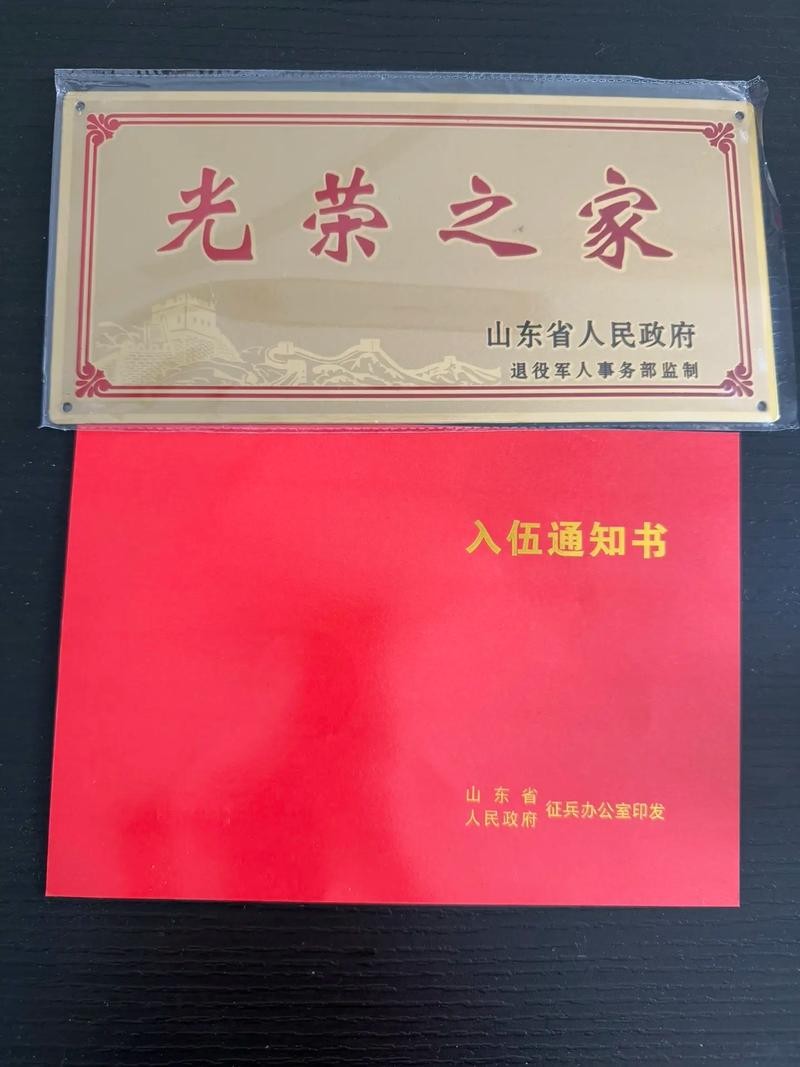 光荣之家
山东省人民政府
退役军人事务部监制
入伍通知书
山东省
人民政府
征兵办公室印发